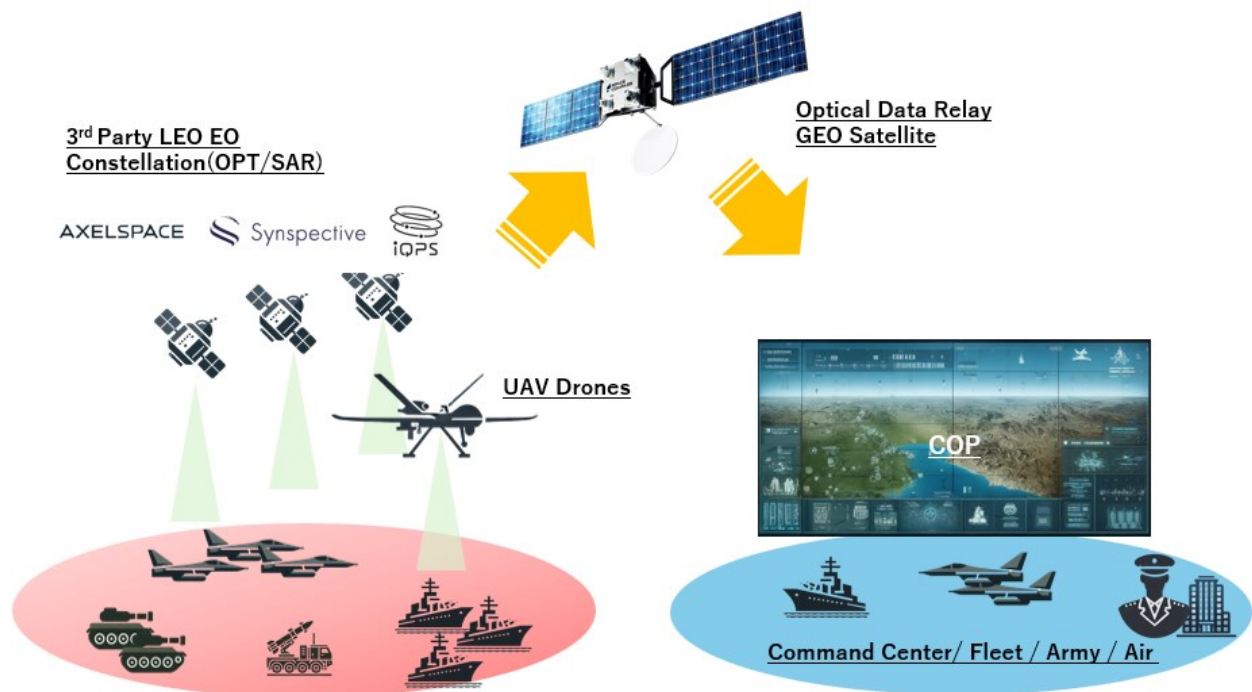 3rd Party LEO EO
Constellation(OPT/SAR)
AXELSPACE
Synspective
iQPS
Optical Data Relay
GEO Satellite
UAV Drones
COP
Command Center/ Fleet / Army / Air